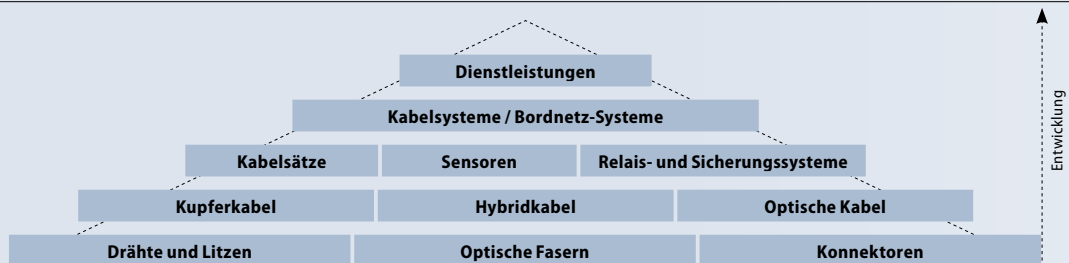 Dienstleistungen
Kabelsysteme / Bordnetz-Systeme
Kabelsätze Sensoren Relais- und Sicherungssysteme
Kupferkabel Hybridkabel Optische Kabel
Drähte und Litzen Optische Fasern Konnektoren
Entwicklung